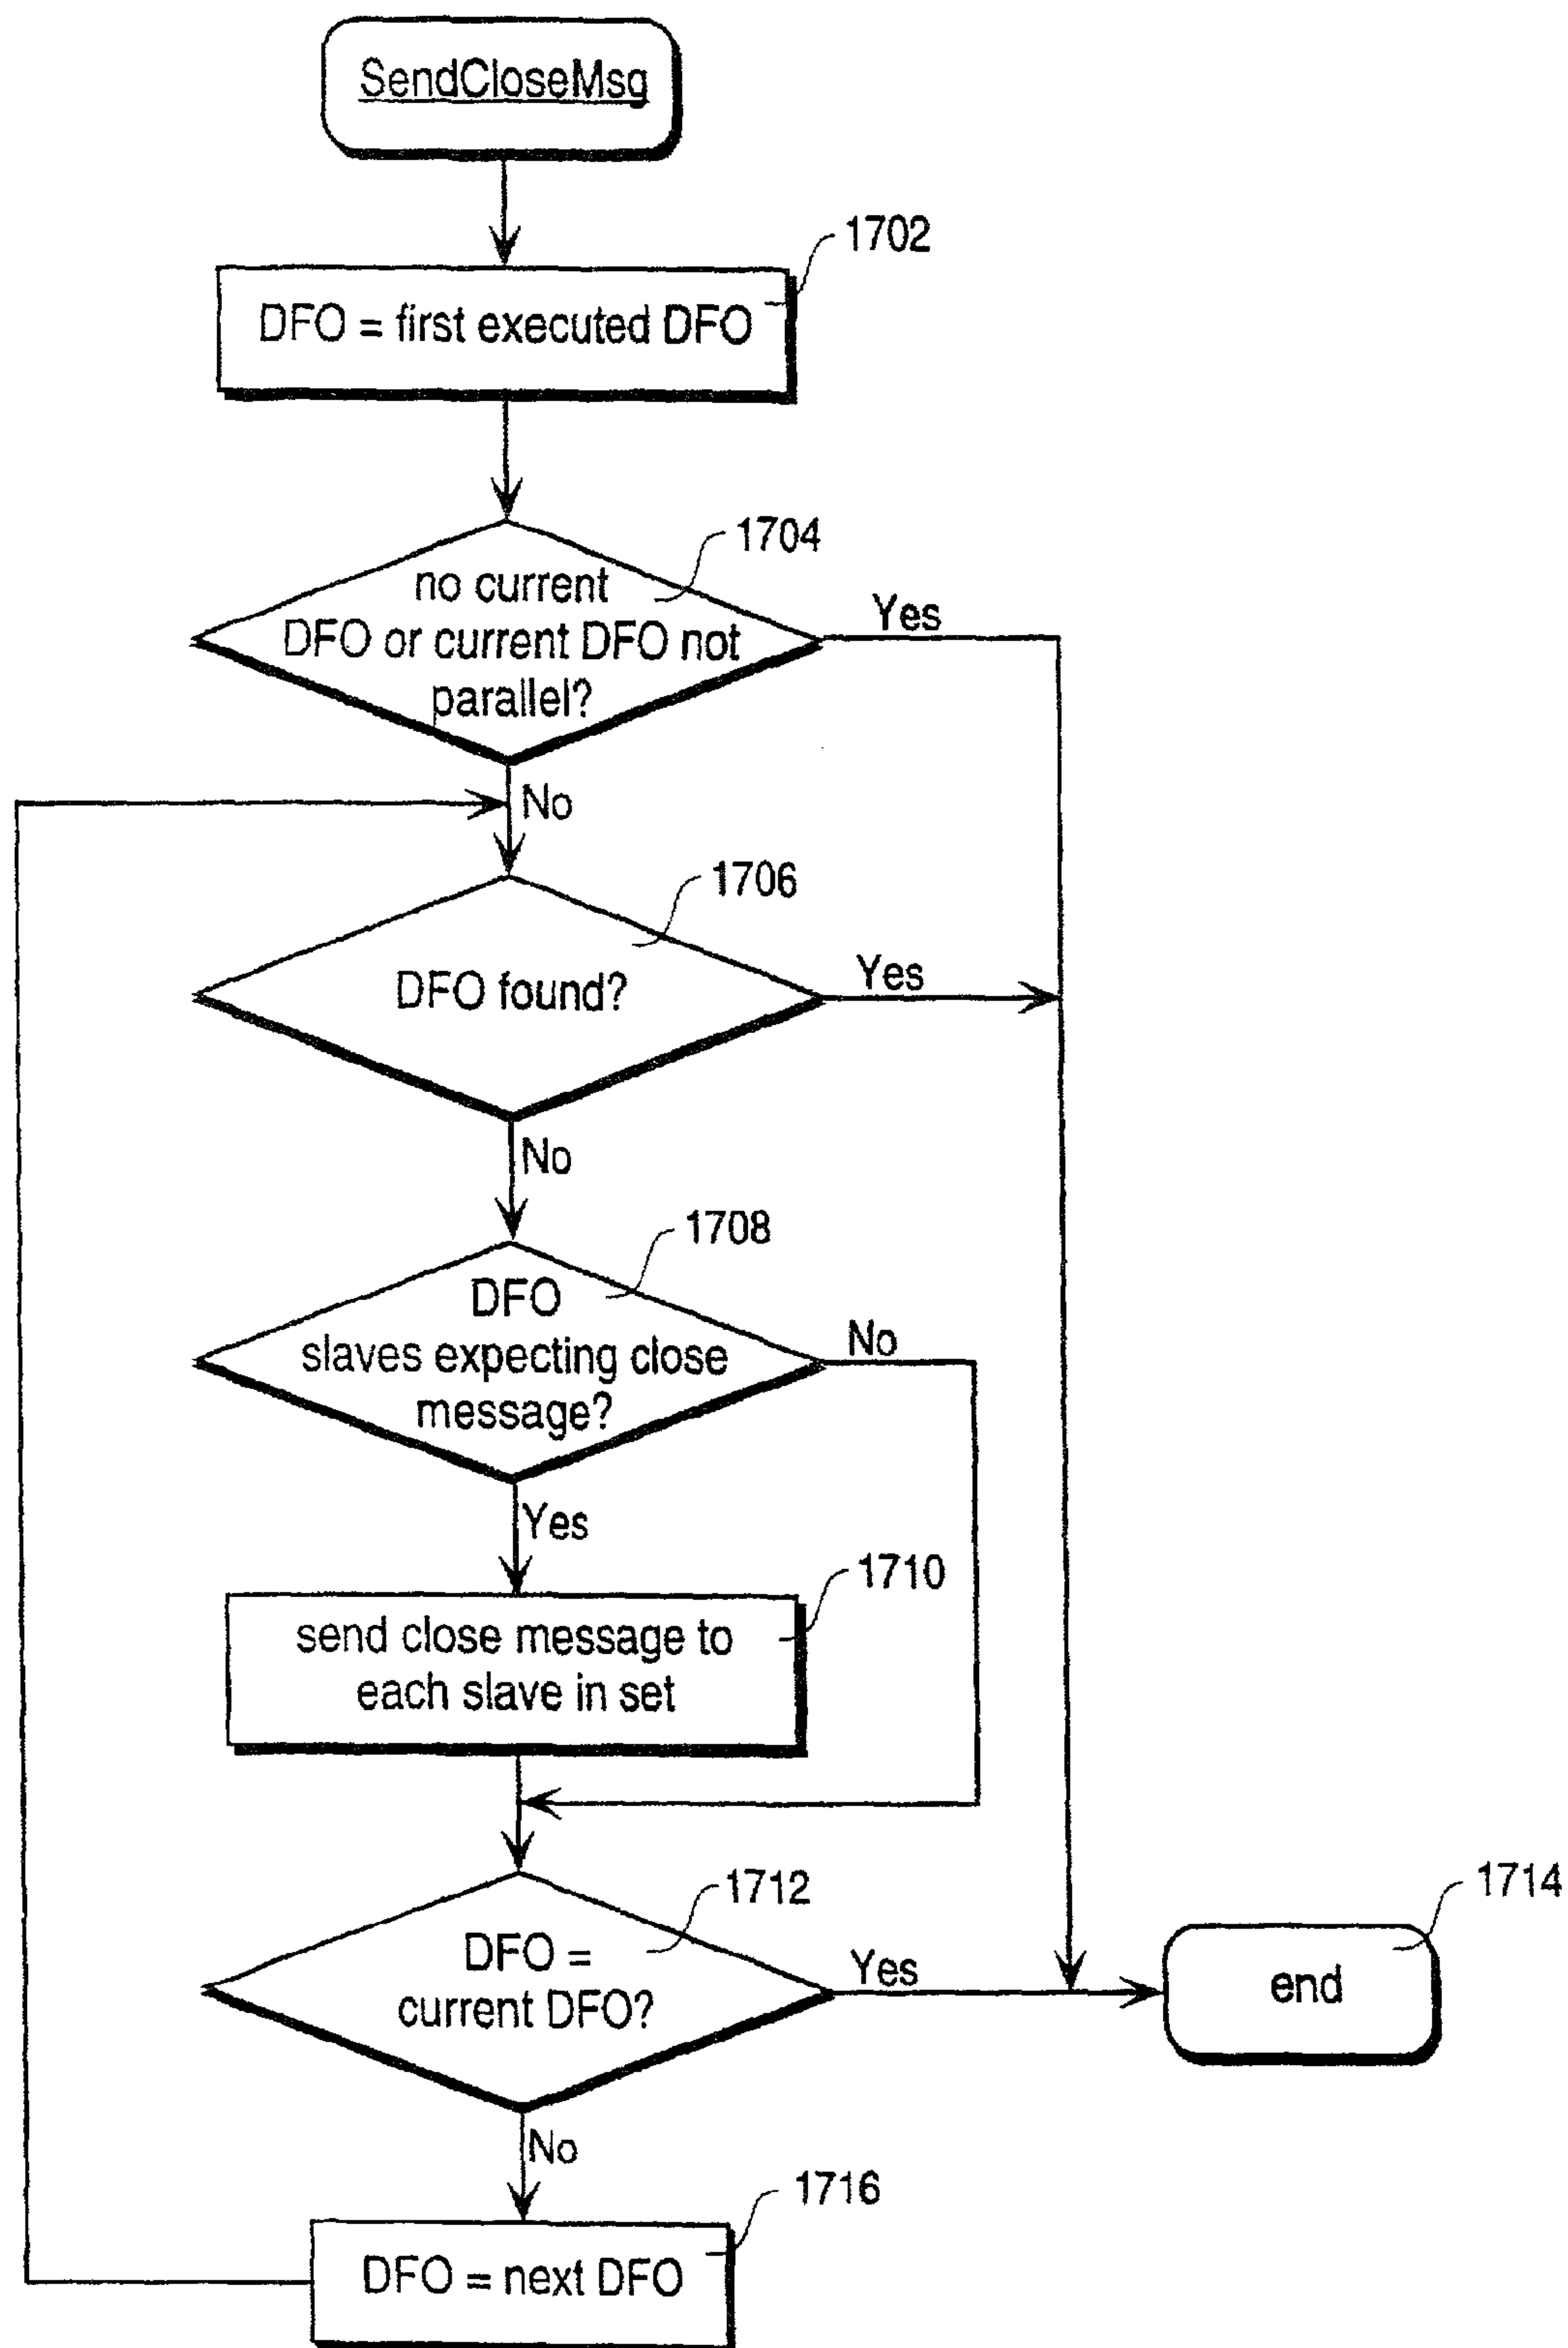 SendCloseMsg
1702
DFO = first executed DFO
1704
no current
DFO or current DFO not
parallel?
Yes
No
1706
DFO found?
Yes
No
1708
DFO
slaves expecting close
message?
No
Yes
1710
send close message to
each slave in set
1712
DFO =
current DFO?
Yes
1714
end
No
1716
DFO = next DFO